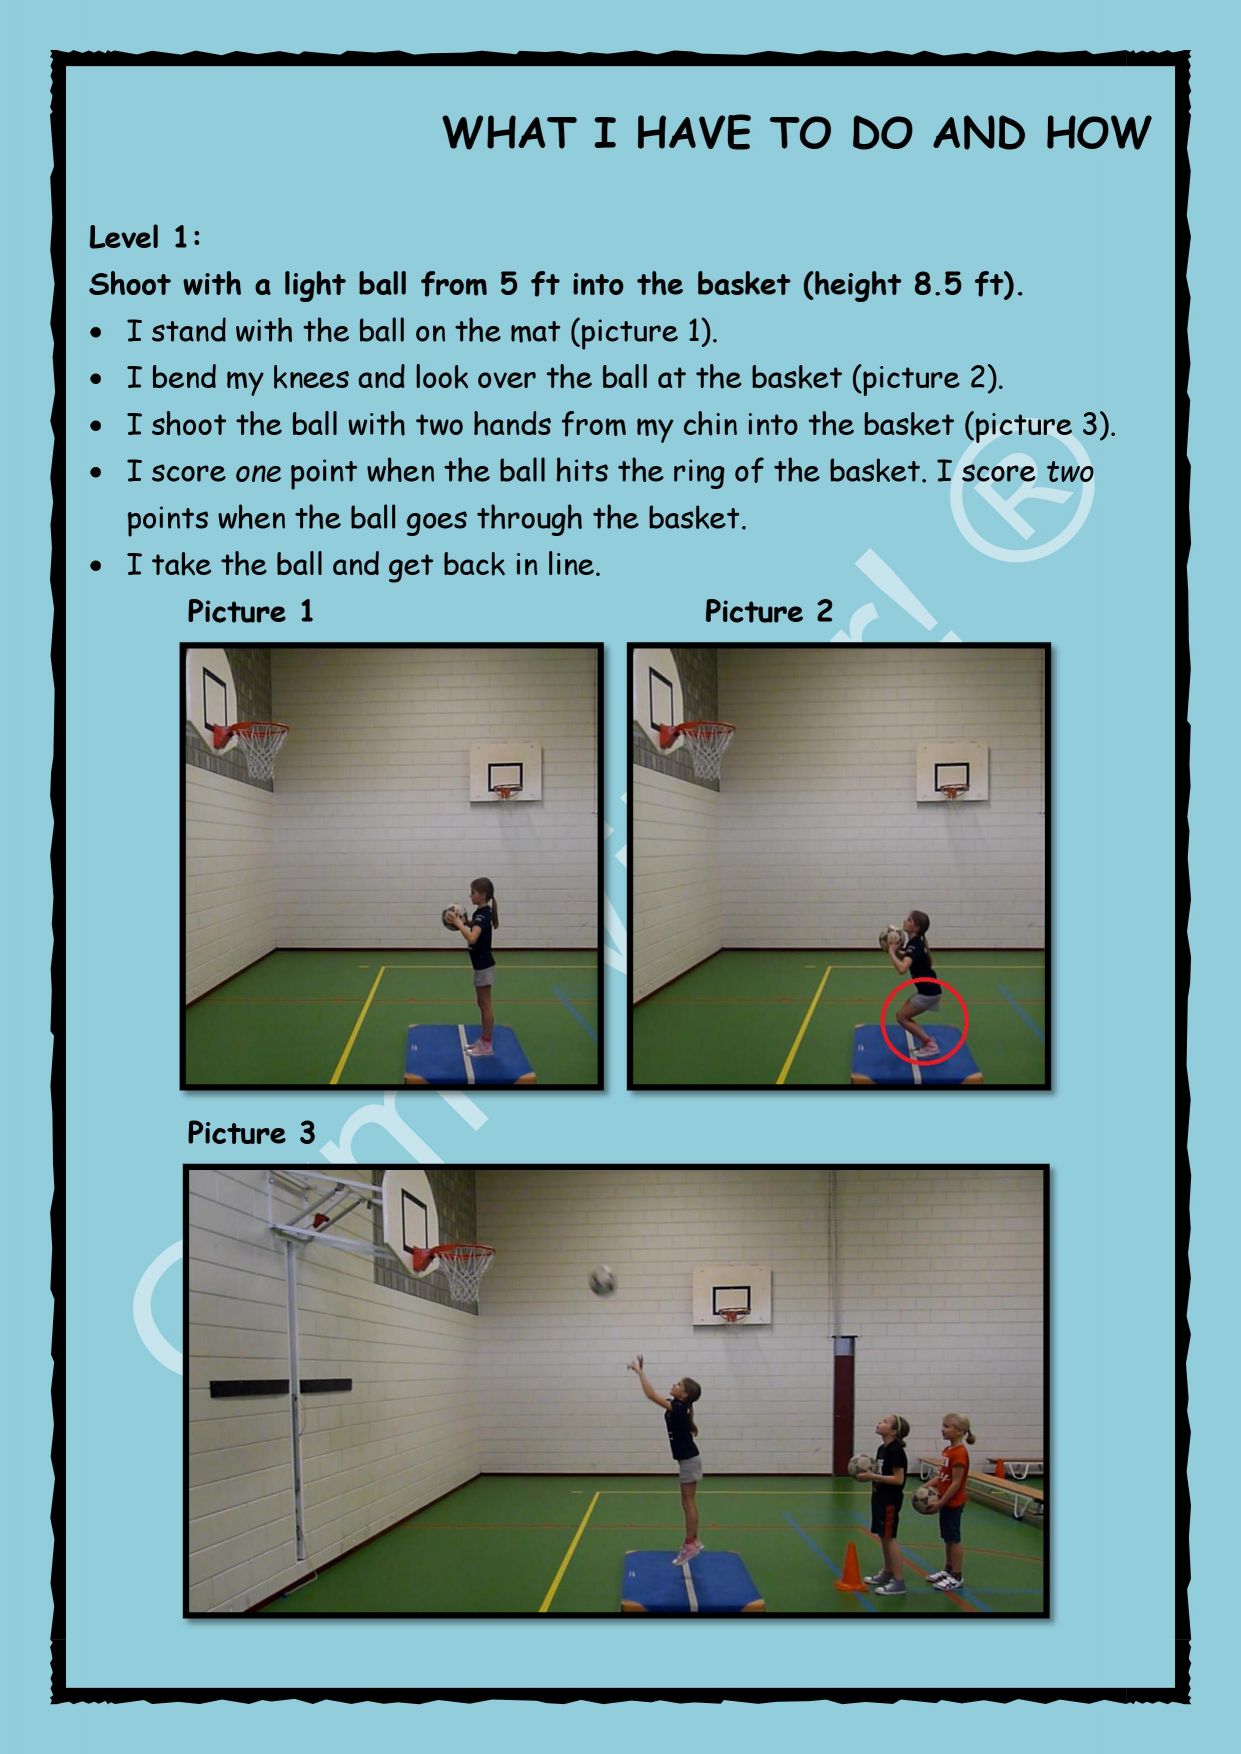 WHAT I HAVE TO DO AND HOW
Level 1:
Shoot with a light ball from 5 ft into the basket (height 8.5 ft).
• I stand with the ball on the mat (picture 1).
• I bend my knees and look over the ball at the basket (picture 2).
• I shoot the ball with two hands from my chin into the basket (picture 3).
• I score one point when the ball hits the ring of the basket. I score two
points when the ball goes through the basket.
• I take the ball and get back in line.
Picture 1
Picture 2
Picture 3
®